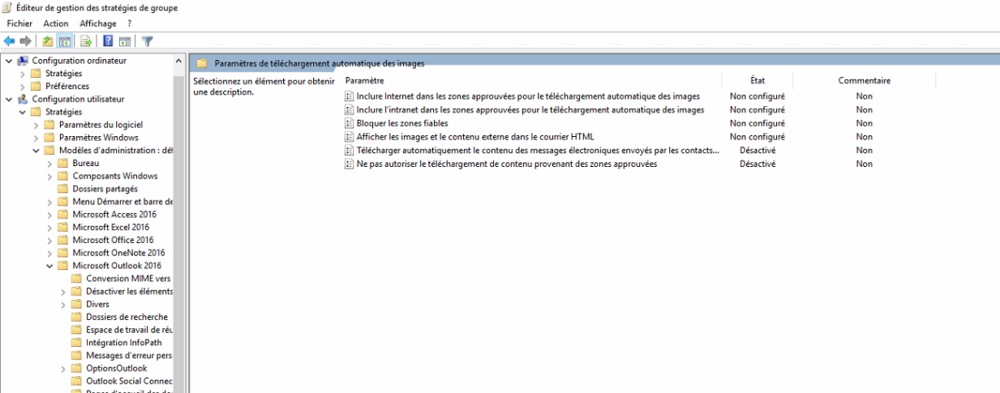 Éditeur de gestion des stratégies de groupe
Fichier Action Affichage ?
Configuration ordinateur
Stratégies
Préférences
Configuration utilisateur
Stratégies
Paramètres du logiciel
Paramètres Windows
Modèles d'administration : déf
Bureau
Composants Windows
Dossiers partagés
Menu Démarrer et barre de
Microsoft Access 2016
Microsoft Excel 2016
Microsoft Office 2016
Microsoft OneNote 2016
Microsoft Outlook 2016
Conversion MIME vers
Désactiver les éléments
Divers
Dossiers de recherche
Espace de travail de réu
Intégration InfoPath
Messages d'erreur pers
OptionsOutlook
Outlook Social Connec
Paramètres de téléchargement automatique des images
Sélectionnez un élément pour obtenir
une description.
Paramètre État Commentaire
Inclure Internet dans les zones approuvées pour le téléchargement automatique des images Non configuré Non
Inclure l'intranet dans les zones approuvées pour le téléchargement automatique des images Non configuré Non
Bloquer les zones fiables Non configuré Non
Afficher les images et le contenu externe dans le courrier HTML Non configuré Non
Télécharger automatiquement le contenu des messages électroniques envoyés par les contacts... Désactivé Non
Ne pas autoriser le téléchargement de contenu provenant des zones approuvées Désactivé Non